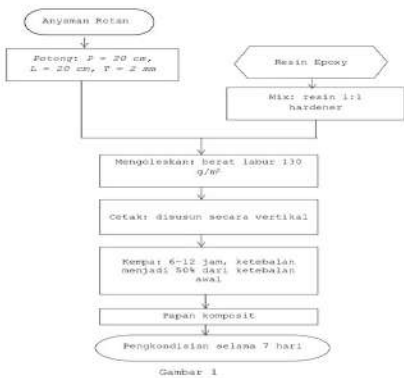 Anyaman Rotan
Potong: P = 20 cm,
L = 20 cm, T = 2 mm
Resin Epoxy
Mix: resin 1:1
hardener
Mengoleskan: berat labur 130
g/m²
Cetak: disusun secara vertikal
Kempa: 6-12 jam, ketebalan
menjadi 50% dari ketebalan
awal
Papan komposit
Pengkondisian selama 7 hari
Gambar 1